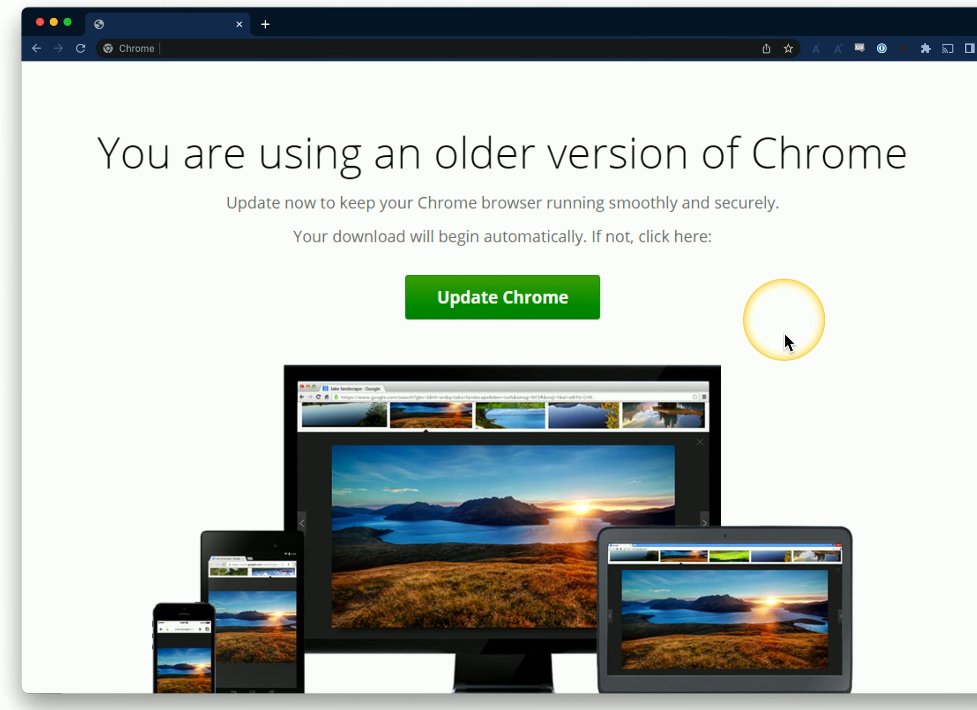 Chrome
You are using an older version of Chrome
Update now to keep your Chrome browser running smoothly and securely.
Your download will begin automatically. If not, click here:
Update Chrome
lake landscape - Google